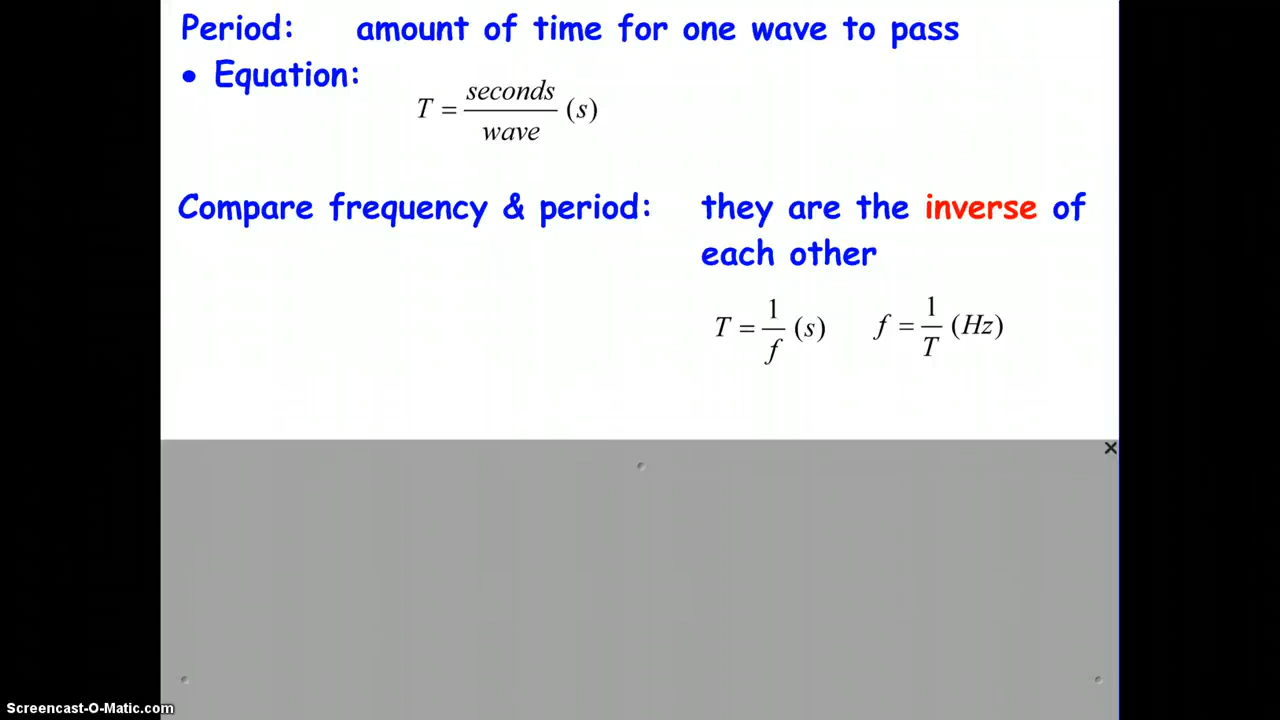 Period: amount of time for one wave to pass
• Equation:
T = seconds/wave (s)
Compare frequency & period: they are the inverse of
each other
T = 1/f (s) f = 1/T (Hz)
Screencast-O-Matic.com